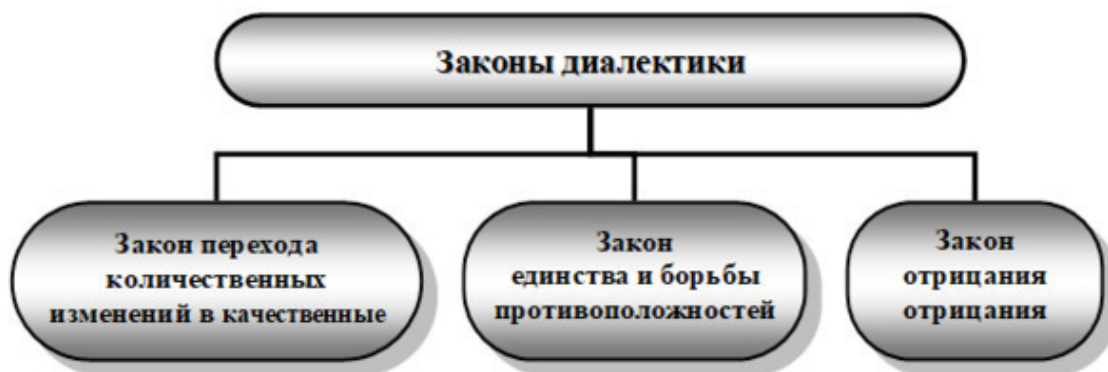 Законы диалектики
Закон перехода
количественных
изменений в качественные
Закон
единства и борьбы
противоположностей
Закон
отрицания
отрицания